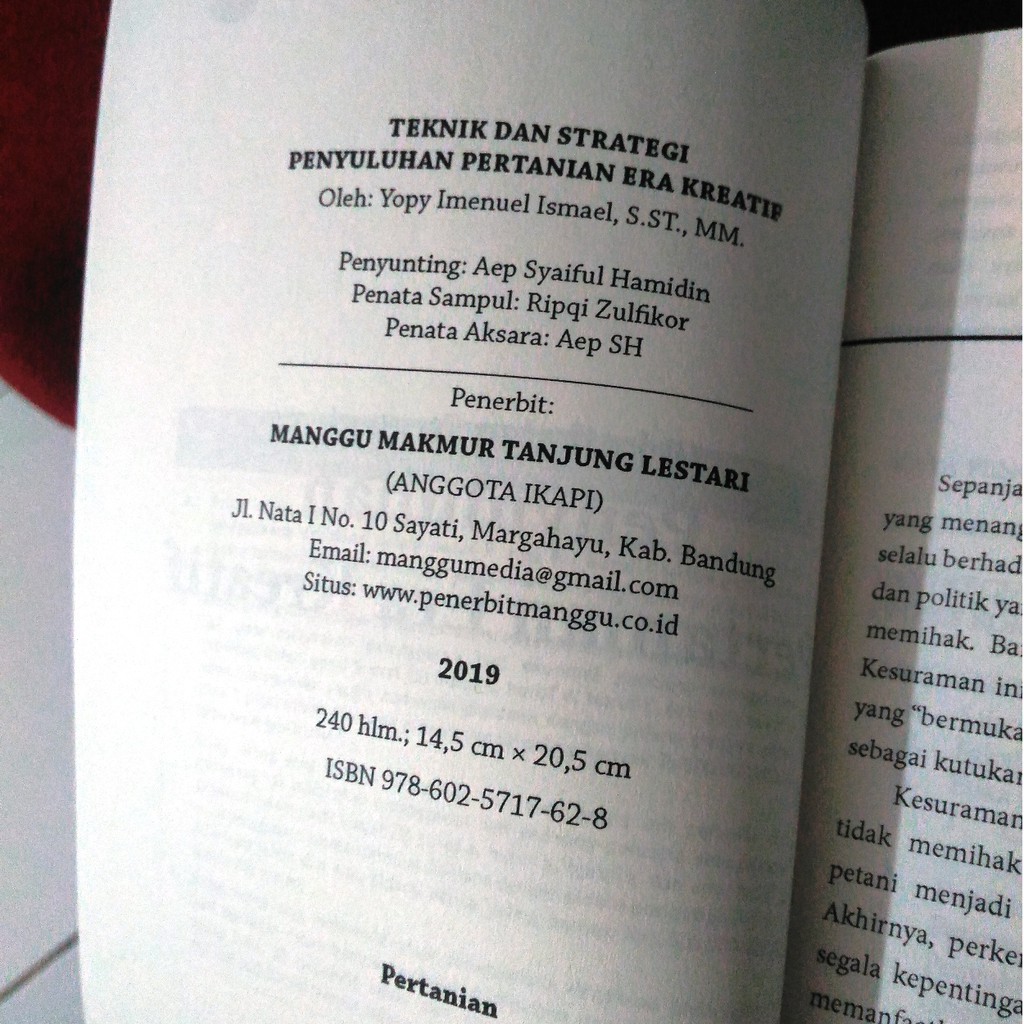 TEKNIK DAN STRATEGI
PENYULUHAN PERTANIAN ERA KREATIF
Oleh: Yopy Imenuel Ismael, S.ST., MM.
Penyunting: Aep Syaiful Hamidin
Penata Sampul: Ripqi Zulfikor
Penata Aksara: Aep SH
Penerbit:
MANGGU MAKMUR TANJUNG LESTARI
(ANGGOTA IKAPI)
Jl. Nata I No. 10 Sayati, Margahayu, Kab. Bandung
Email: manggumedia@gmail.com
Situs: www.penerbitmanggu.co.id
2019
240 hlm.; 14,5 cm × 20,5 cm
ISBN 978-602-5717-62-8
Pertanian
Sepanja
yang menang
selalu berhad
dan politik ya
memihak. Ba
Kesuraman ini
yang “bermuka
sebagai kutukan
Kesuraman
tidak memihak
petani menjadi
Akhirnya, perke
segala kepentinga